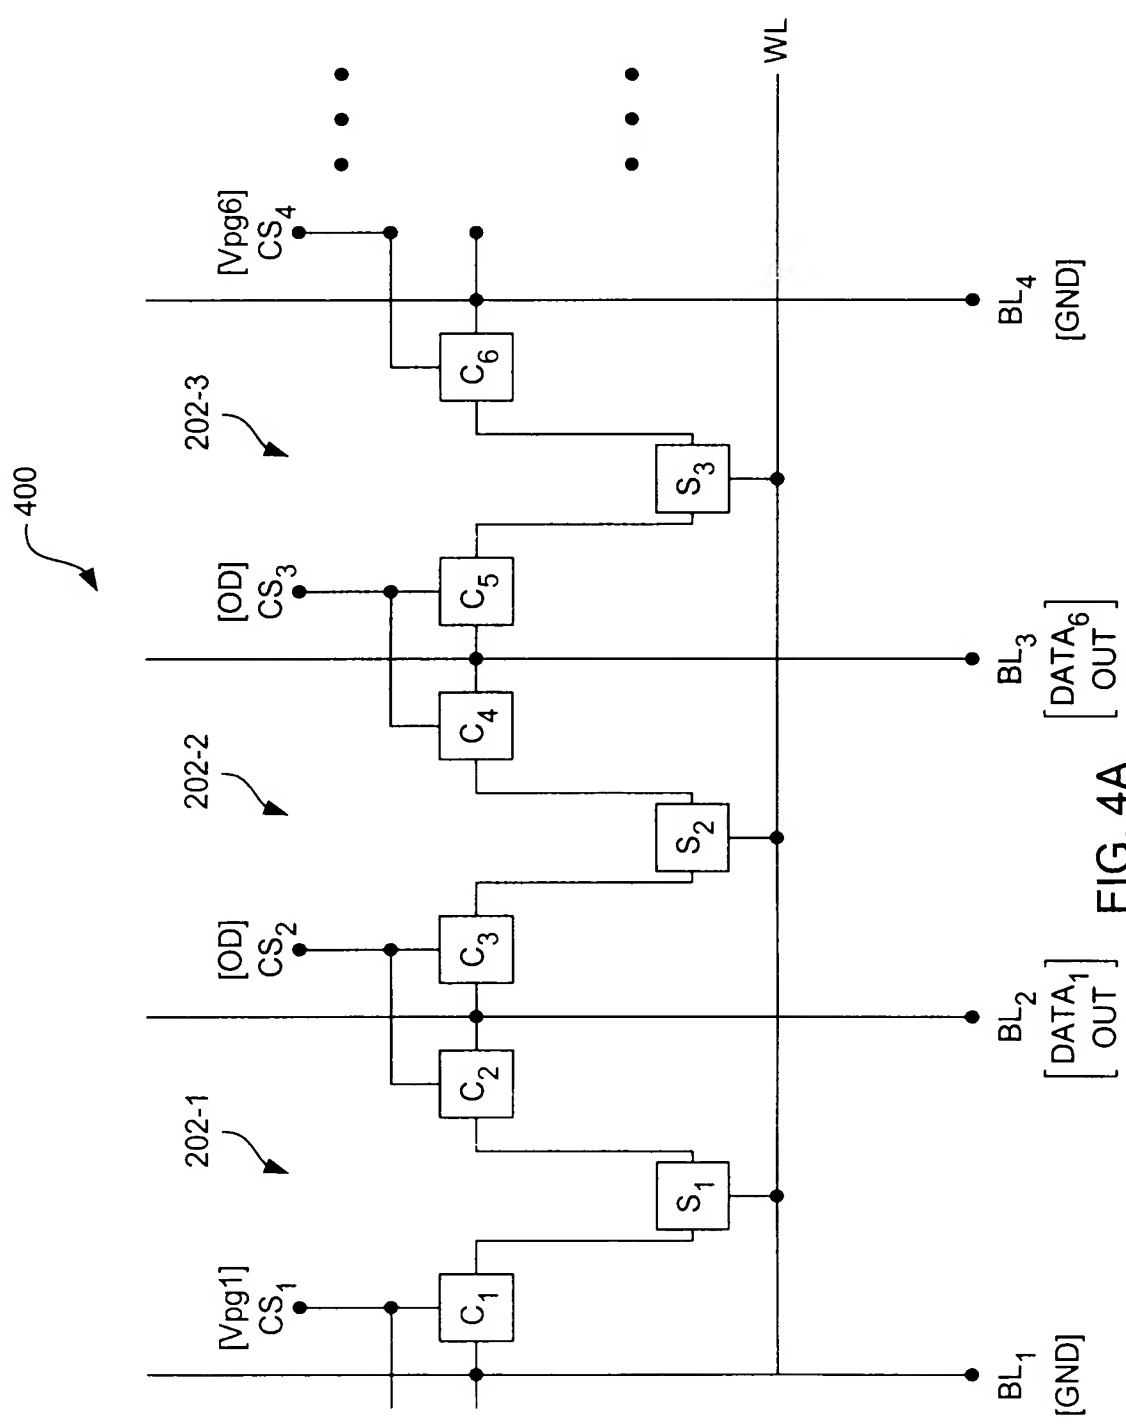 400
202-1
202-2
202-3
[Vpg1]
CS1
[OD]
CS2
[OD]
CS3
[Vpg6]
CS4
C1
C2
C3
C4
C5
C6
S1
S2
S3
WL
BL1
[GND]
BL2
[DATA1
OUT]
BL3
[DATA6
OUT]
BL4
[GND]
FIG. 4A